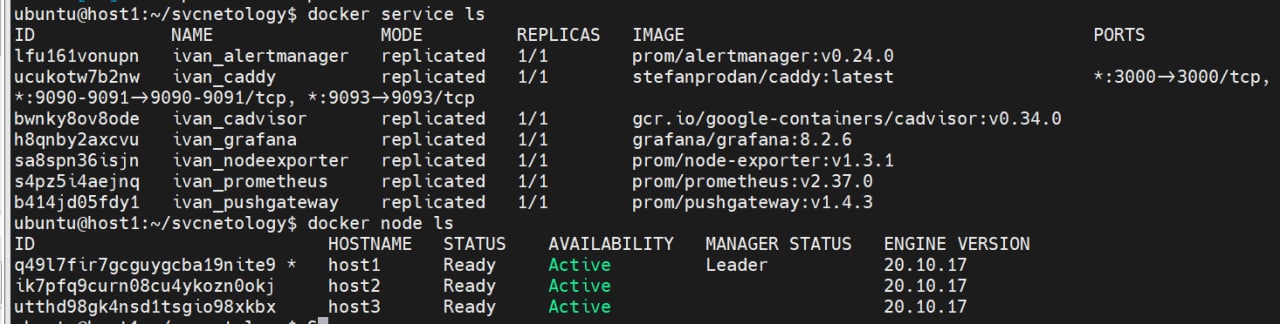 ubuntu@host1:~/svcnetology$ docker service ls
ID NAME MODE REPLICAS IMAGE PORTS
lfu161vonupn ivan_alertmanager replicated 1/1 prom/alertmanager:v0.24.0
ucukotw7b2nw ivan_caddy replicated 1/1 stefanprodan/caddy:latest *:3000->3000/tcp,
*:9090-9091->9090-9091/tcp, *:9093->9093/tcp
bwnky8ov8ode ivan_cadvisor replicated 1/1 gcr.io/google-containers/cadvisor:v0.34.0
h8qnby2axcvu ivan_grafana replicated 1/1 grafana/grafana:8.2.6
sa8spn36isjn ivan_nodeexporter replicated 1/1 prom/node-exporter:v1.3.1
s4pz5i4aejnq ivan_prometheus replicated 1/1 prom/prometheus:v2.37.0
b414jd05fdy1 ivan_pushgateway replicated 1/1 prom/pushgateway:v1.4.3
ubuntu@host1:~/svcnetology$ docker node ls
ID HOSTNAME STATUS AVAILABILITY MANAGER STATUS ENGINE VERSION
q49l7fir7gcguygcba19nite9 * host1 Ready Active Leader 20.10.17
ik7pfq9curn08cu4ykozn0okj host2 Ready Active 20.10.17
utthd98gk4nsd1tsgio98xkbx host3 Ready Active 20.10.17